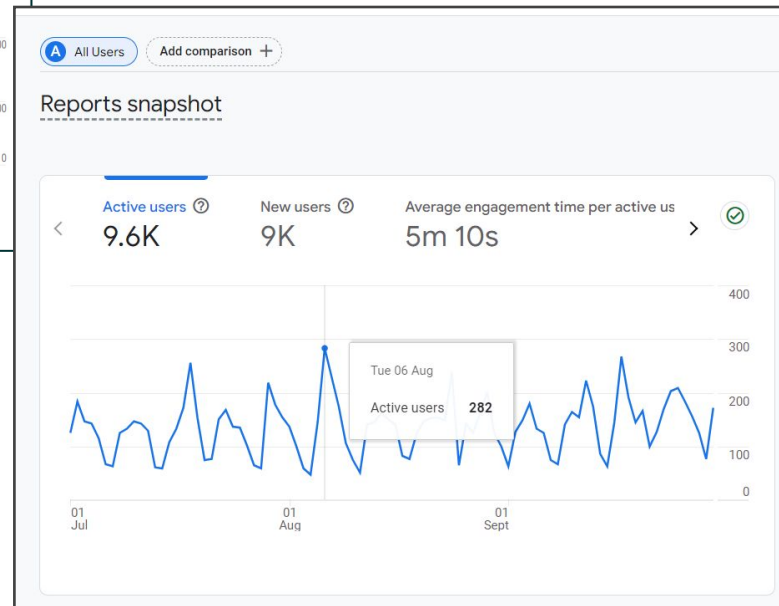 A All Users
Add comparison +
Reports snapshot
Active users
New users
Average engagement time per active us
9.6K
9K
5m 10s
400
300
200
100
0
Tue 06 Aug
Active users 282
01
Jul
01
Aug
01
Sept